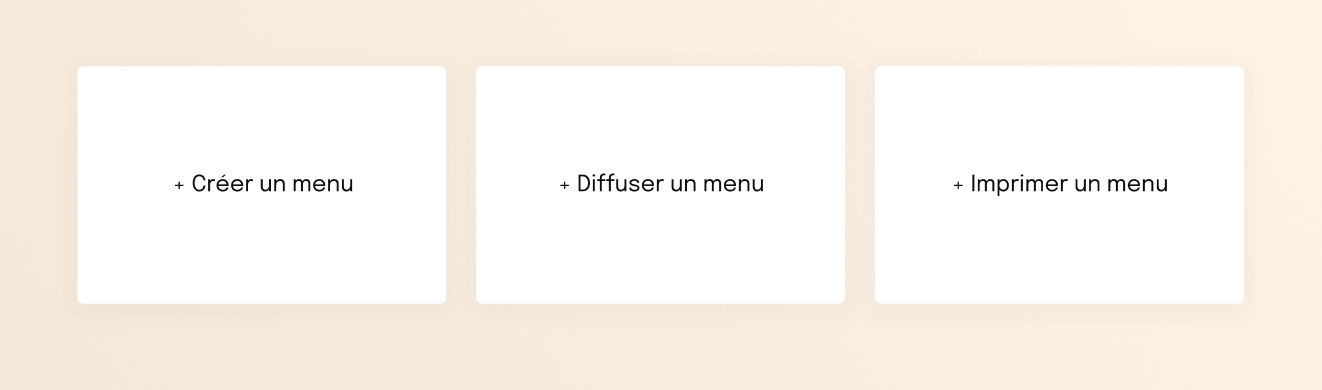 + Créer un menu
+ Diffuser un menu
+ Imprimer un menu